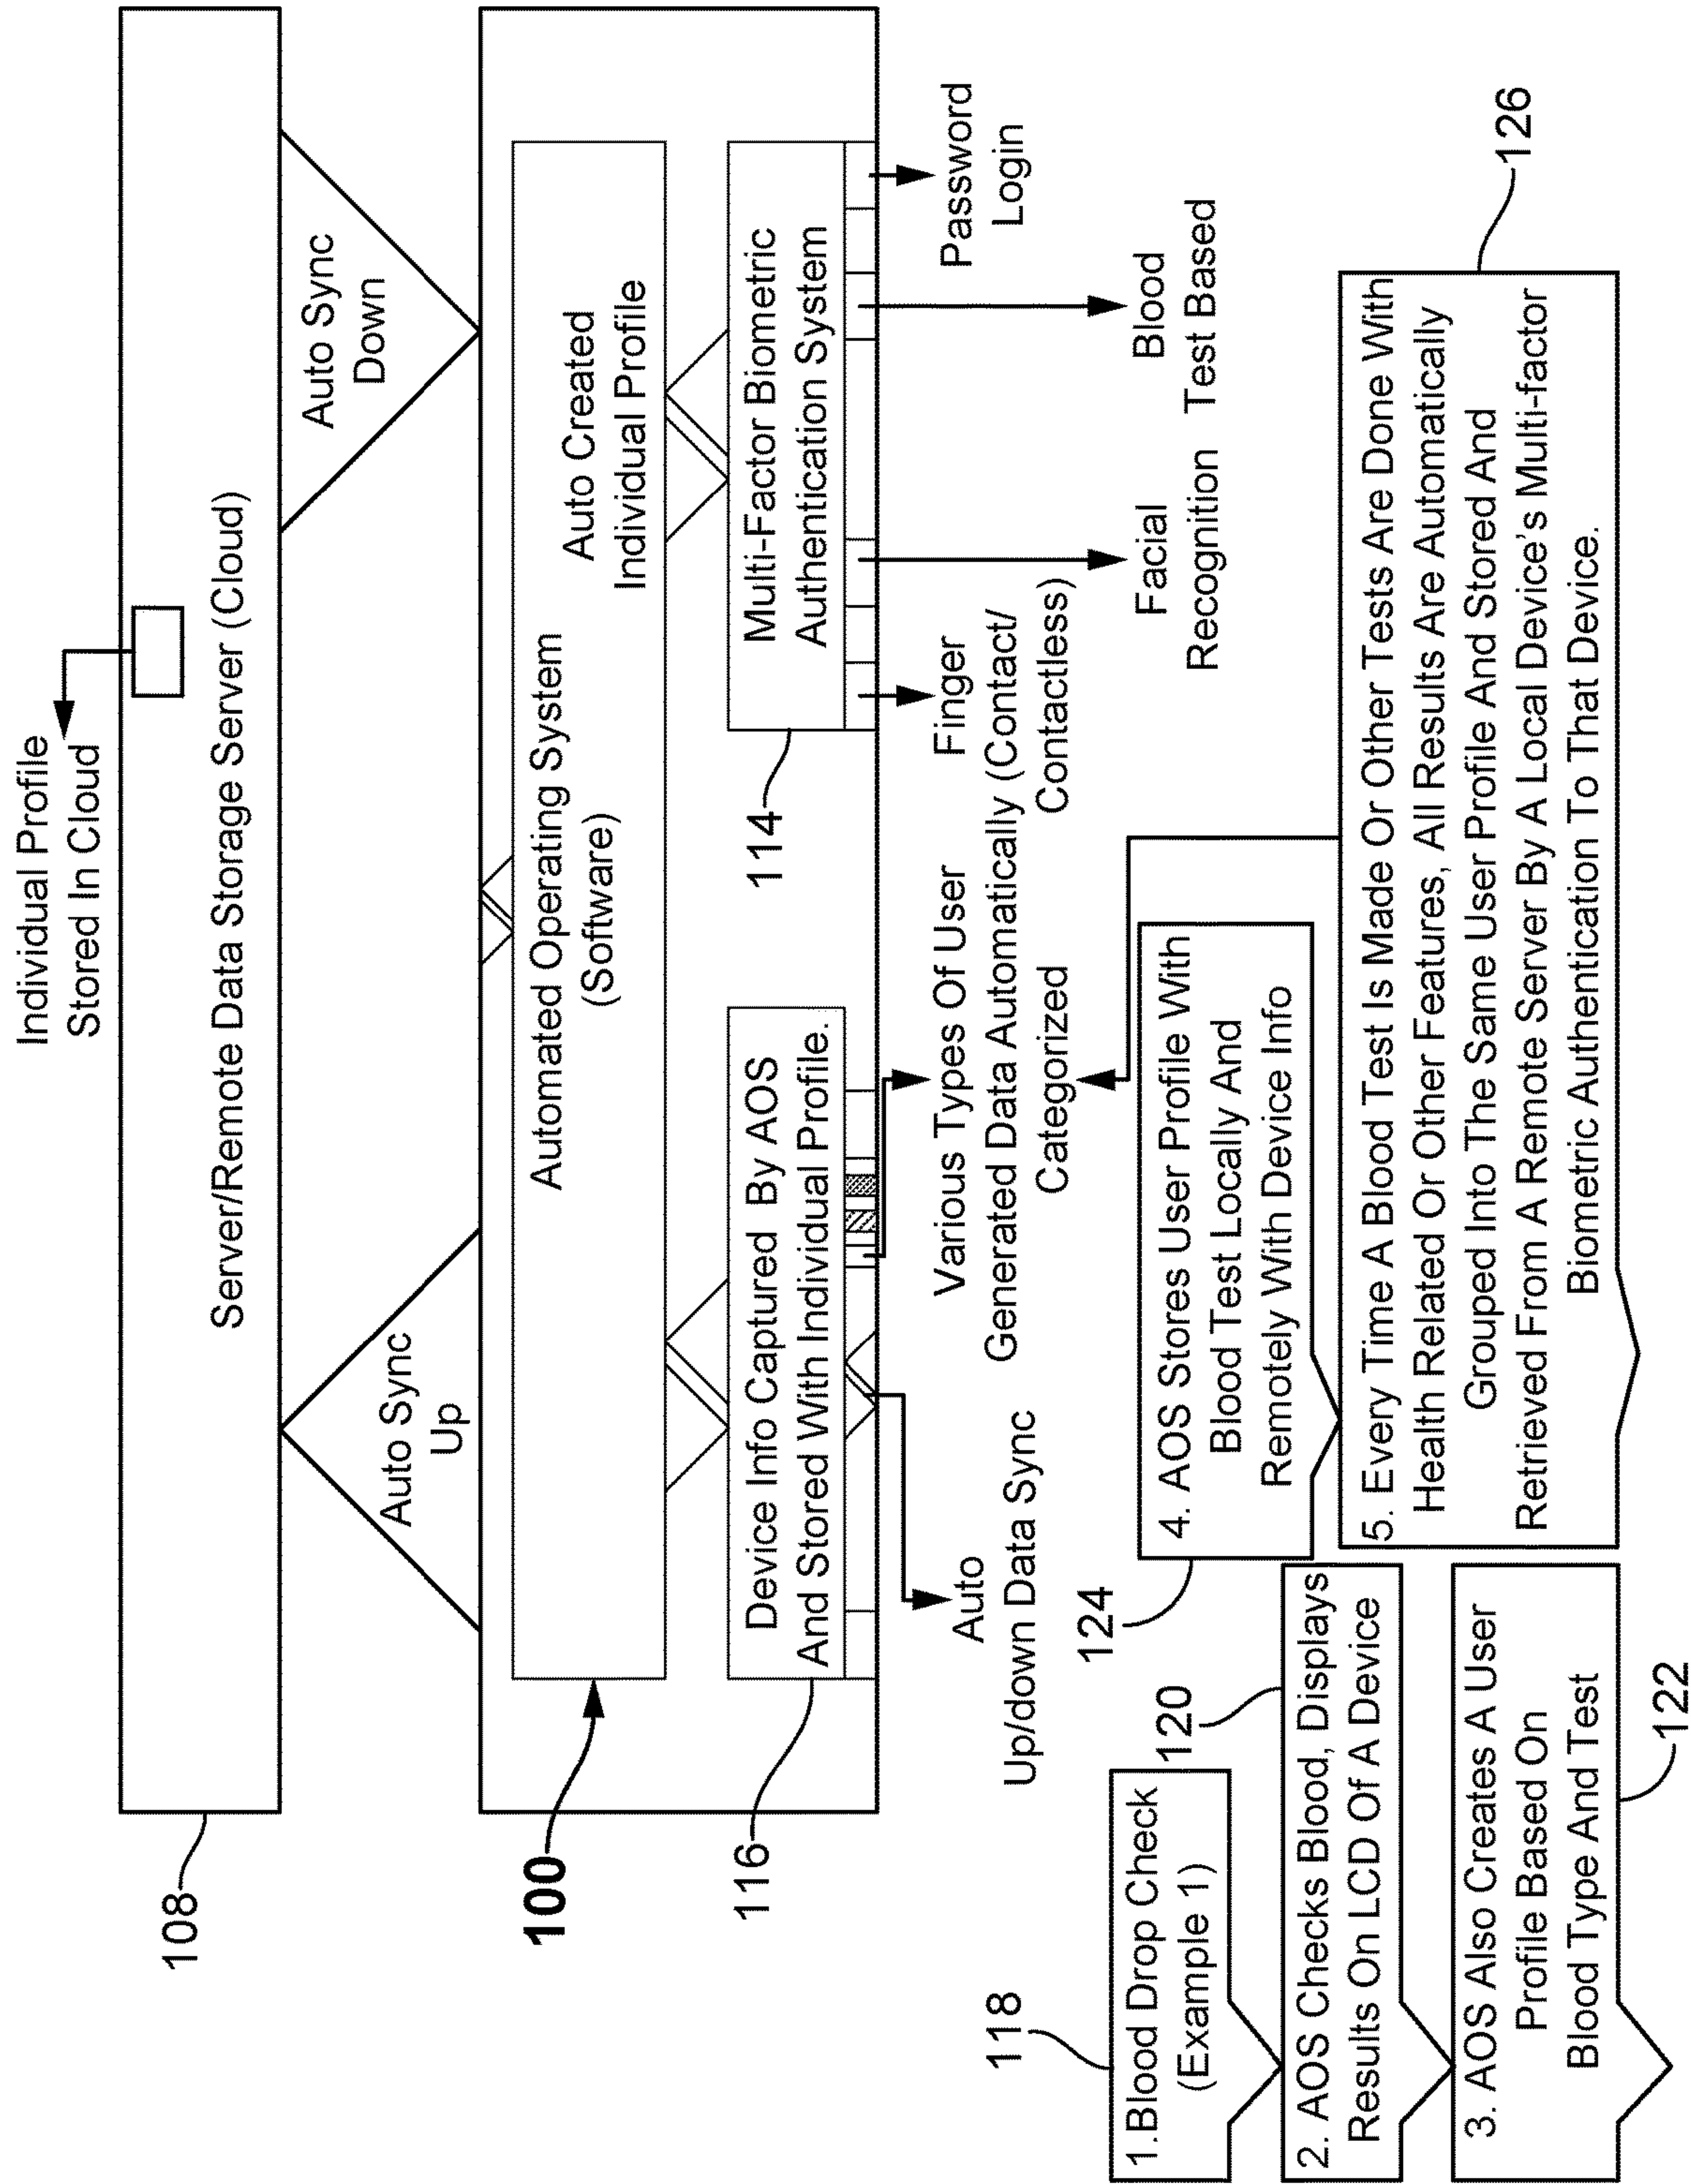 Individual Profile
Stored In Cloud
108
Server/Remote Data Storage Server (Cloud)
Auto Sync
Up
Auto Sync
Down
100
Automated Operating System
(Software)
Auto Created
Individual Profile
116
Device Info Captured By AOS
And Stored With Individual Profile.
114
Multi-Factor Biometric
Authentication System
Auto
Up/down Data Sync
Various Types Of User
Generated Data Automatically
Categorized
Finger
(Contact/
Contactless)
Facial
Recognition
Blood
Test Based
Password
Login
118
1.Blood Drop Check
(Example 1)
120
2. AOS Checks Blood, Displays
Results On LCD Of A Device
3. AOS Also Creates A User
Profile Based On
Blood Type And Test
122
124
4. AOS Stores User Profile With
Blood Test Locally And
Remotely With Device Info
126
5. Every Time A Blood Test Is Made Or Other Tests Are Done With
Health Related Or Other Features, All Results Are Automatically
Grouped Into The Same User Profile And Stored And
Retrieved From A Remote Server By A Local Device's Multi-factor
Biometric Authentication To That Device.